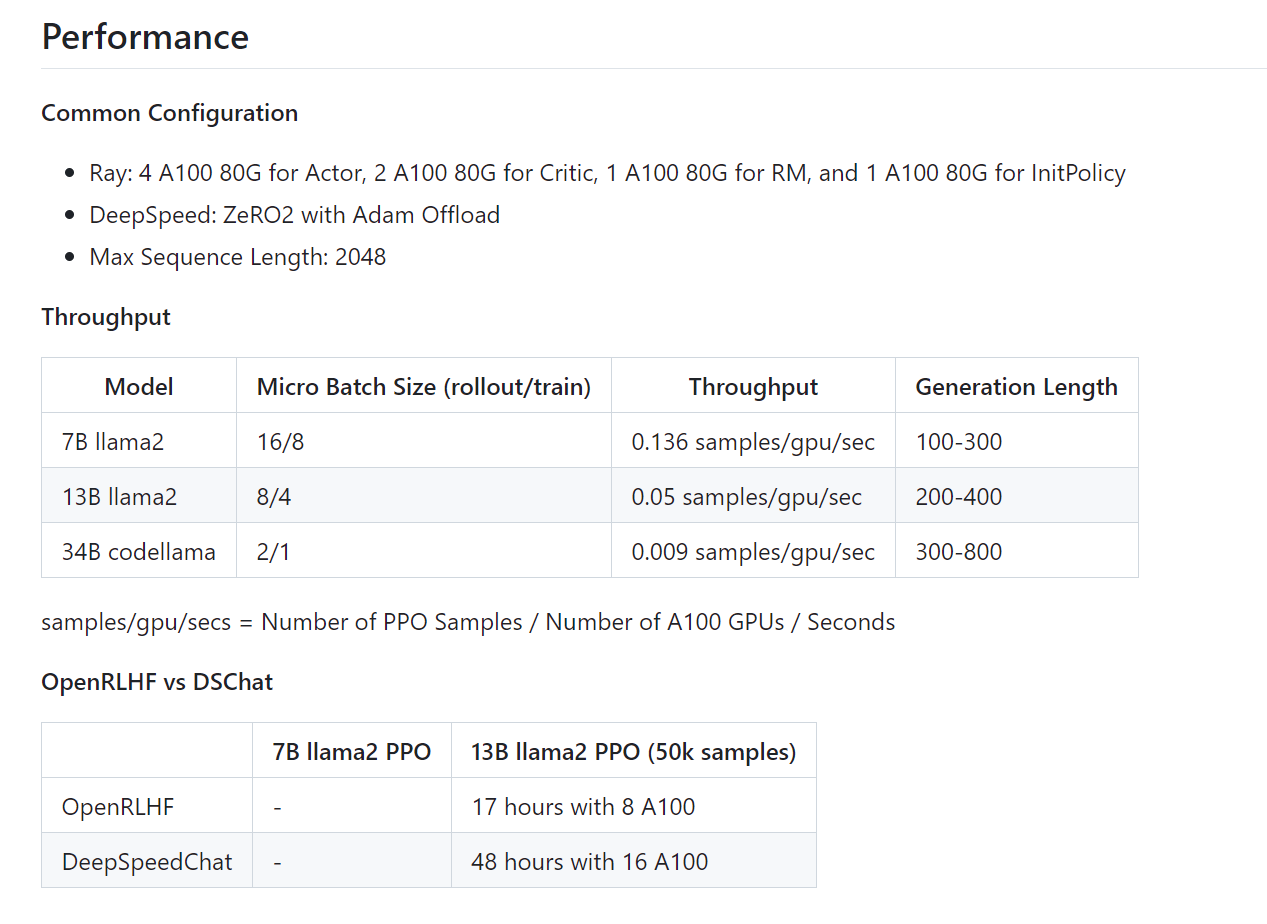 Performance
Common Configuration
Ray: 4 A100 80G for Actor, 2 A100 80G for Critic, 1 A100 80G for RM, and 1 A100 80G for InitPolicy
DeepSpeed: ZeRO2 with Adam Offload
Max Sequence Length: 2048
Throughput
Model Micro Batch Size (rollout/train) Throughput Generation Length
7B llama2 16/8 0.136 samples/gpu/sec 100-300
13B llama2 8/4 0.05 samples/gpu/sec 200-400
34B codellama 2/1 0.009 samples/gpu/sec 300-800
samples/gpu/secs = Number of PPO Samples / Number of A100 GPUs / Seconds
OpenRLHF vs DSChat
7B llama2 PPO 13B llama2 PPO (50k samples)
OpenRLHF - 17 hours with 8 A100
DeepSpeedChat - 48 hours with 16 A100